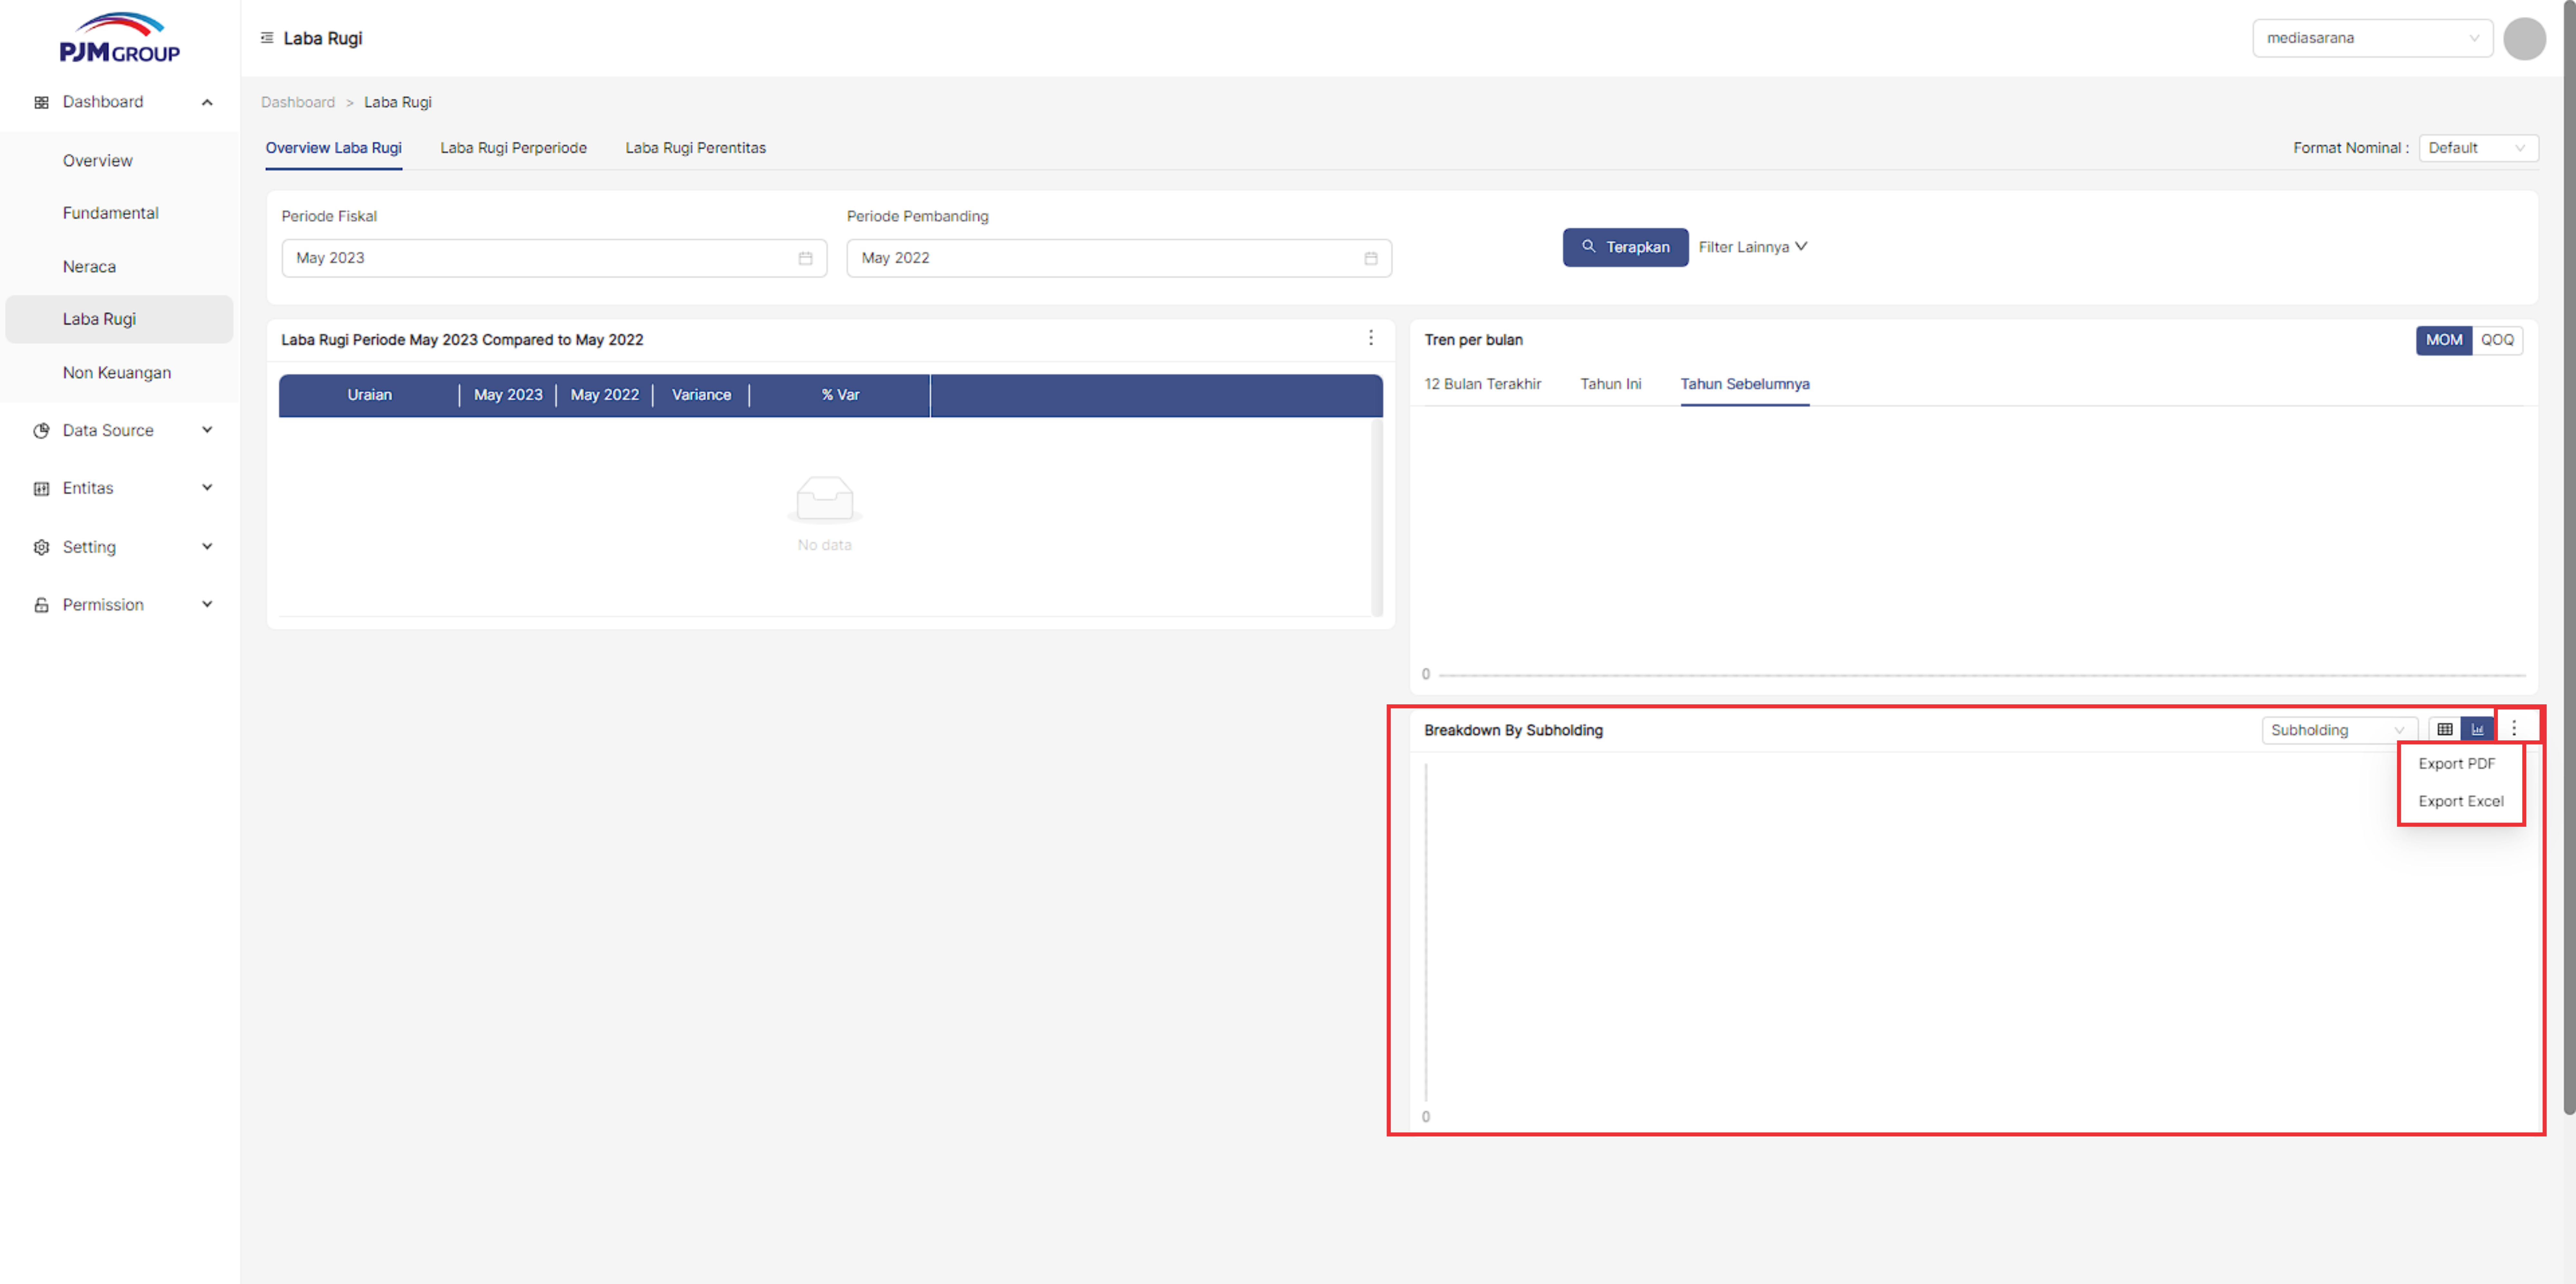 PJM GROUP
Laba Rugi
mediasarana
Dashboard
Overview
Fundamental
Neraca
Laba Rugi
Non Keuangan
Data Source
Entitas
Setting
Permission
Dashboard > Laba Rugi
Overview Laba Rugi Laba Rugi Perperiode Laba Rugi Perentitas
Format Nominal : Default
Periode Fiskal
May 2023
Periode Pembanding
May 2022
Terapkan
Filter Lainnya
Laba Rugi Periode May 2023 Compared to May 2022
Uraian May 2023 May 2022 Variance % Var
No data
Tren per bulan
MOM QOQ
12 Bulan Terakhir Tahun Ini Tahun Sebelumnya
0
Breakdown By Subholding
Subholding
Export PDF
Export Excel
0